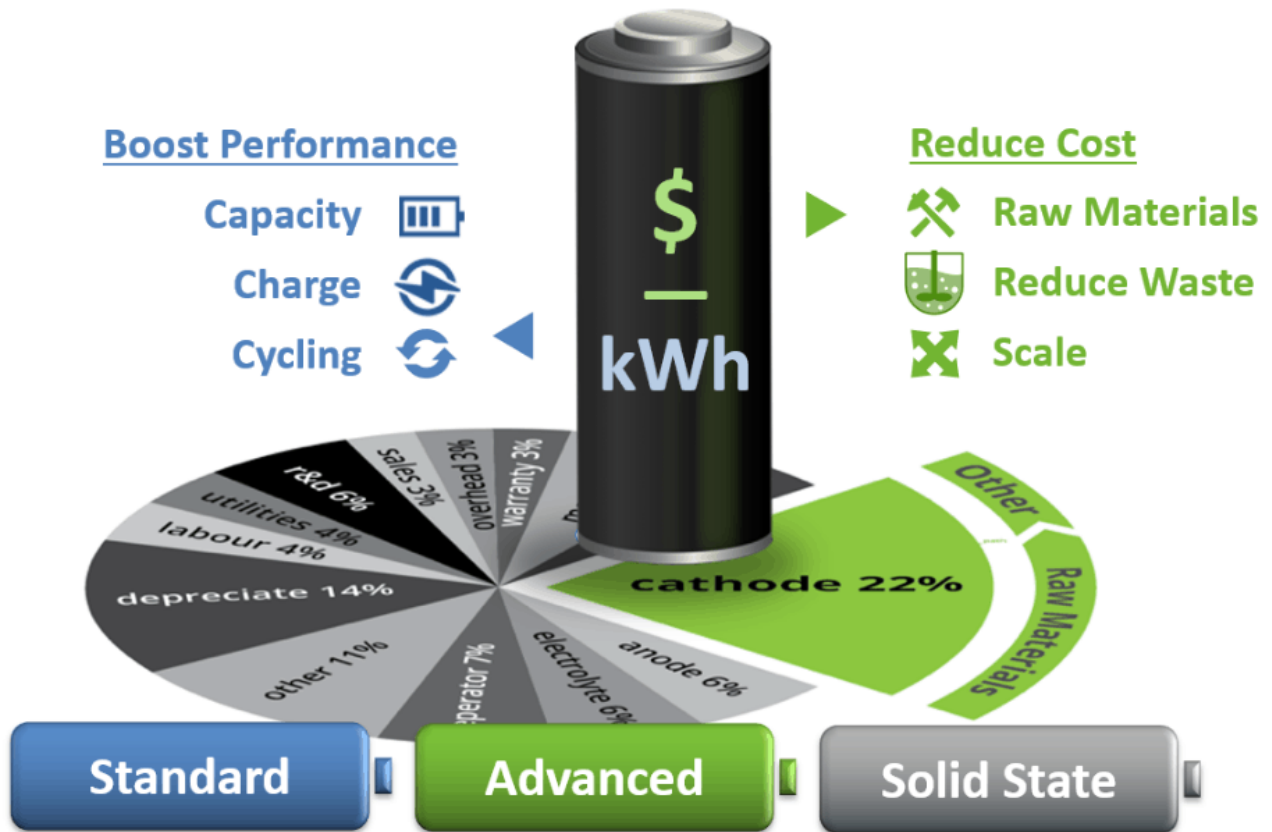 Boost Performance
Capacity
Charge
Cycling
$
kWh
Reduce Cost
Raw Materials
Reduce Waste
Scale
r&d 6%
sales 3%
overhead 3%
warranty 3%
utilities 4%
labour 4%
depreciate 14%
other 11%
eperator 7%
electrolyte 6%
anode 6%
cathode 22%
Other
Raw Materials
Standard
Advanced
Solid State